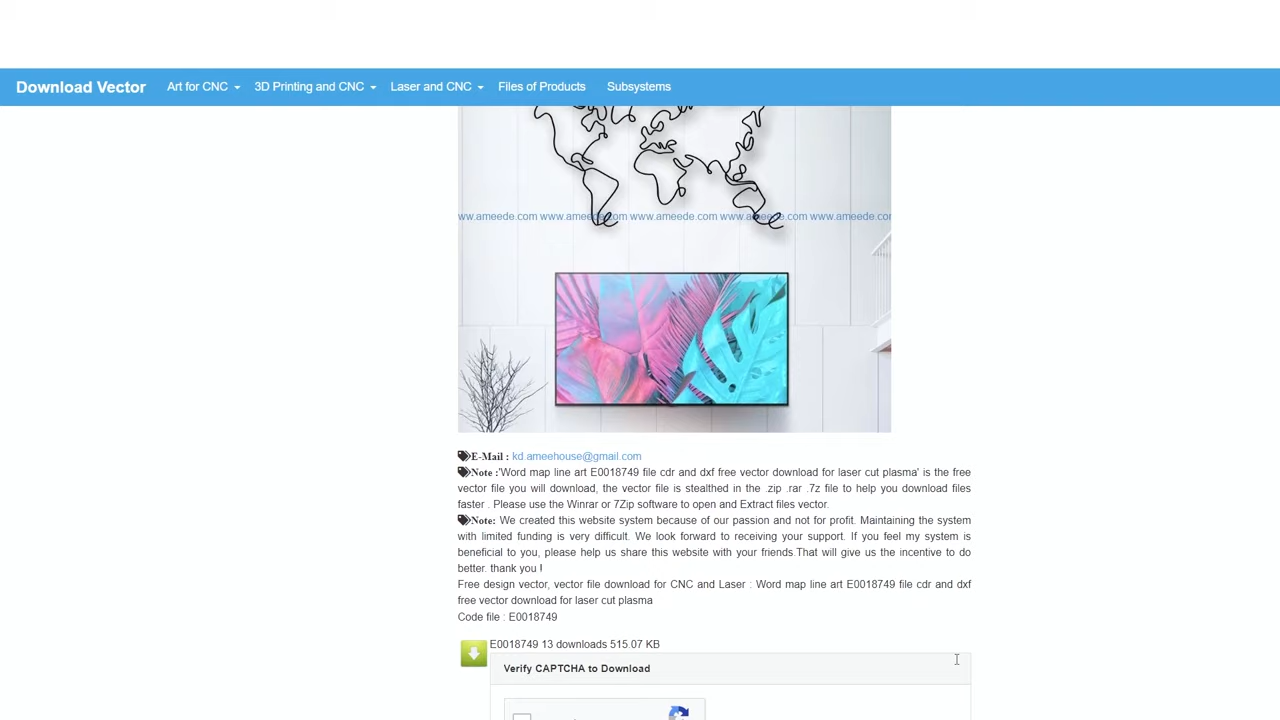 Download Vector Art for CNC 3D Printing and CNC Laser and CNC Files of Products Subsystems
ww.ameede.com www.ameede.com www.ameede.com www.ameede.com www.ameede.cor
E-Mail : kd.ameehouse@gmail.com
Note :'Word map line art E0018749 file cdr and dxf free vector download for laser cut plasma' is the free
vector file you will download, the vector file is stealthed in the .zip .rar .7z file to help you download files
faster . Please use the Winrar or 7Zip software to open and Extract files vector.
Note: We created this website system because of our passion and not for profit. Maintaining the system
with limited funding is very difficult. We look forward to receiving your support. If you feel my system is
beneficial to you, please help us share this website with your friends.That will give us the incentive to do
better. thank you !
Free design vector, vector file download for CNC and Laser : Word map line art E0018749 file cdr and dxf
free vector download for laser cut plasma
Code file : E0018749
E0018749 13 downloads 515.07 KB
Verify CAPTCHA to Download